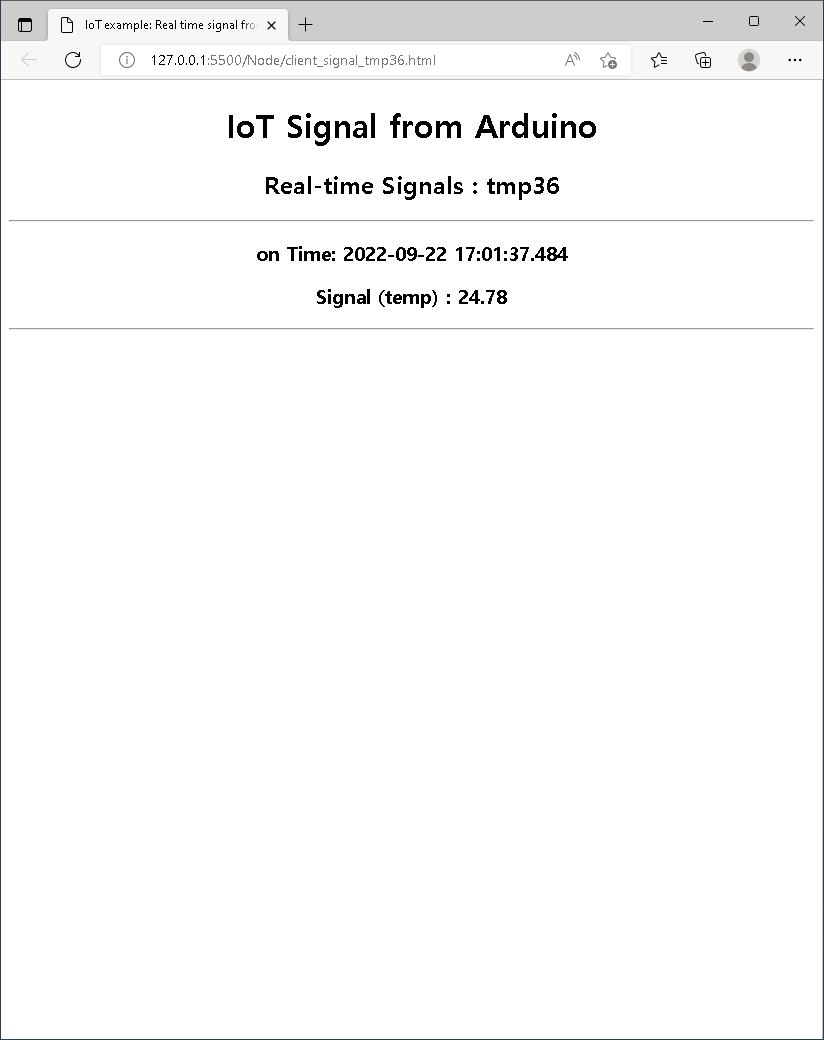 IoT example: Real time signal fro
127.0.0.1:5500/Node/client_signal_tmp36.html
IoT Signal from Arduino
Real-time Signals : tmp36
on Time: 2022-09-22 17:01:37.484
Signal (temp) : 24.78